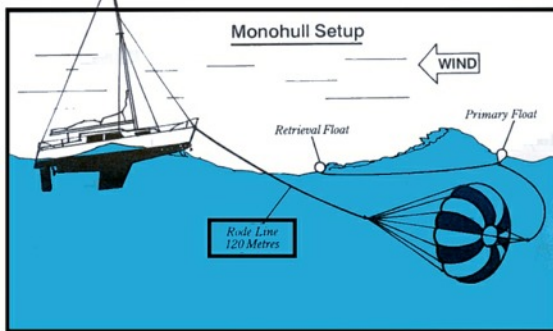 Monohull Setup
WIND
Retrieval Float
Primary Float
Rode Line
120 Metres